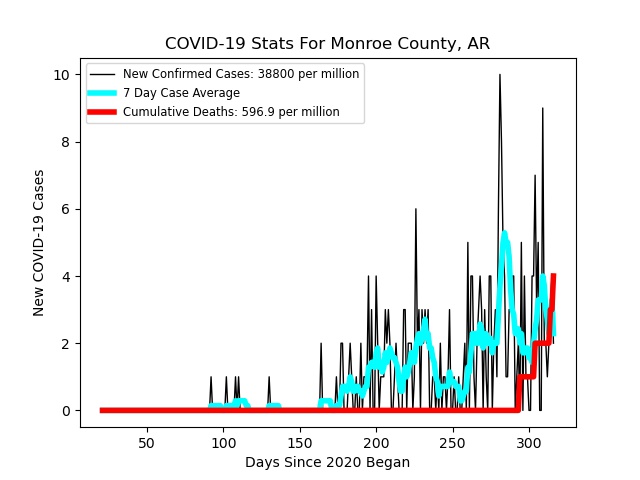 COVID-19 Stats For Monroe County, AR
New Confirmed Cases: 38800 per million
7 Day Case Average
Cumulative Deaths: 596.9 per million
New COVID-19 Cases
10
8
6
4
2
0
50 100 150 200 250 300
Days Since 2020 Began